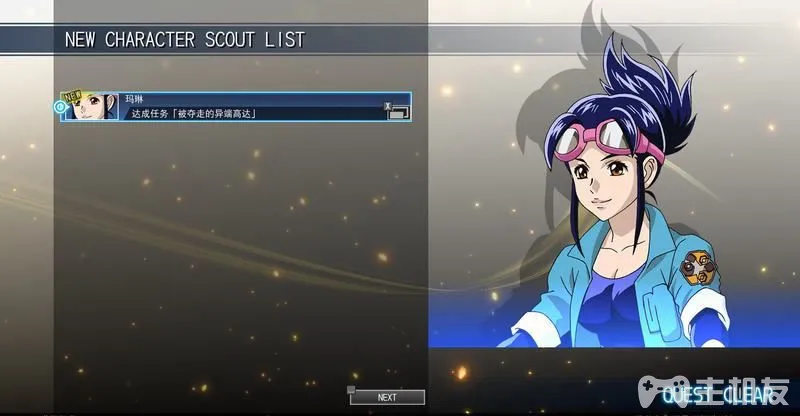 NEW CHARACTER SCOUT LIST
NEW
玛琳
X
达成任务「被夺走的异端高达」
NEXT
QUEST CLEAR
主机友